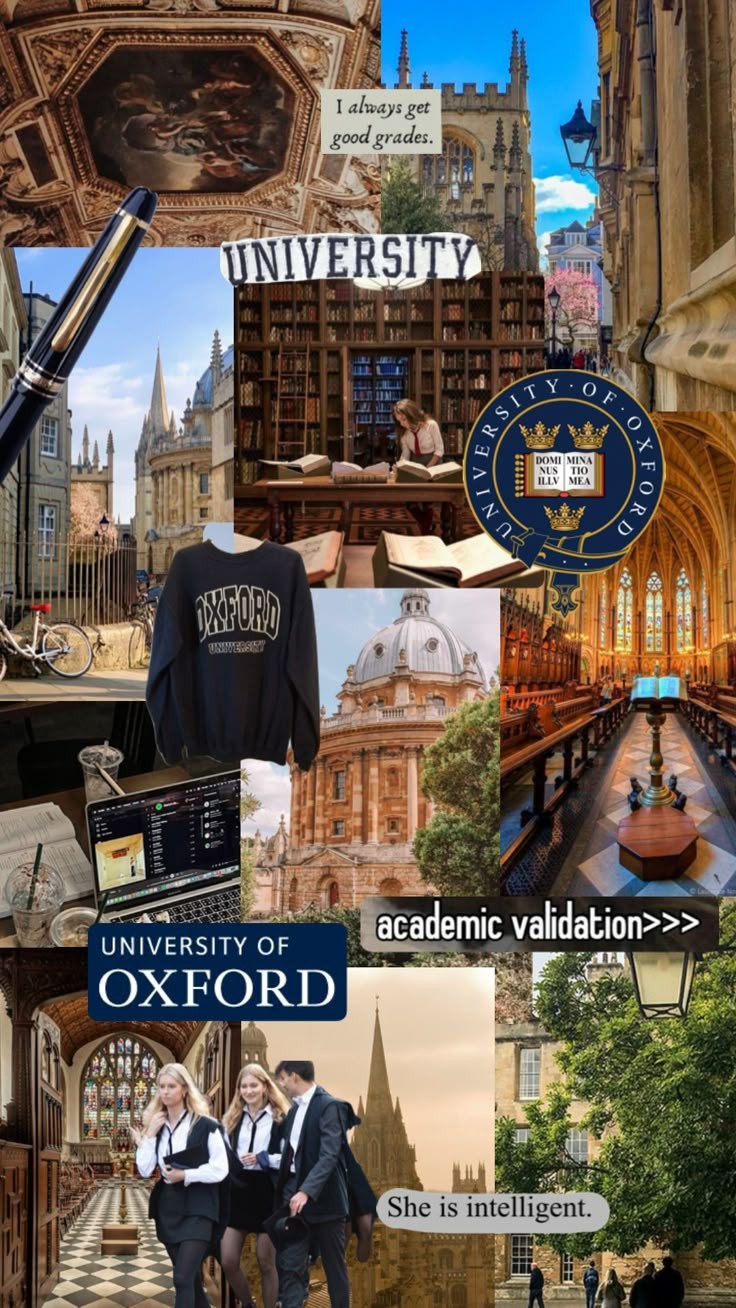 I always get
good grades.
UNIVERSITY
UNIVERSITY·OF·OXFORD
DOMI MINA
NUS TIO
ILLV MEA
OXFORD
UNIVERSITY
academic validation>>>
UNIVERSITY OF
OXFORD
She is intelligent.